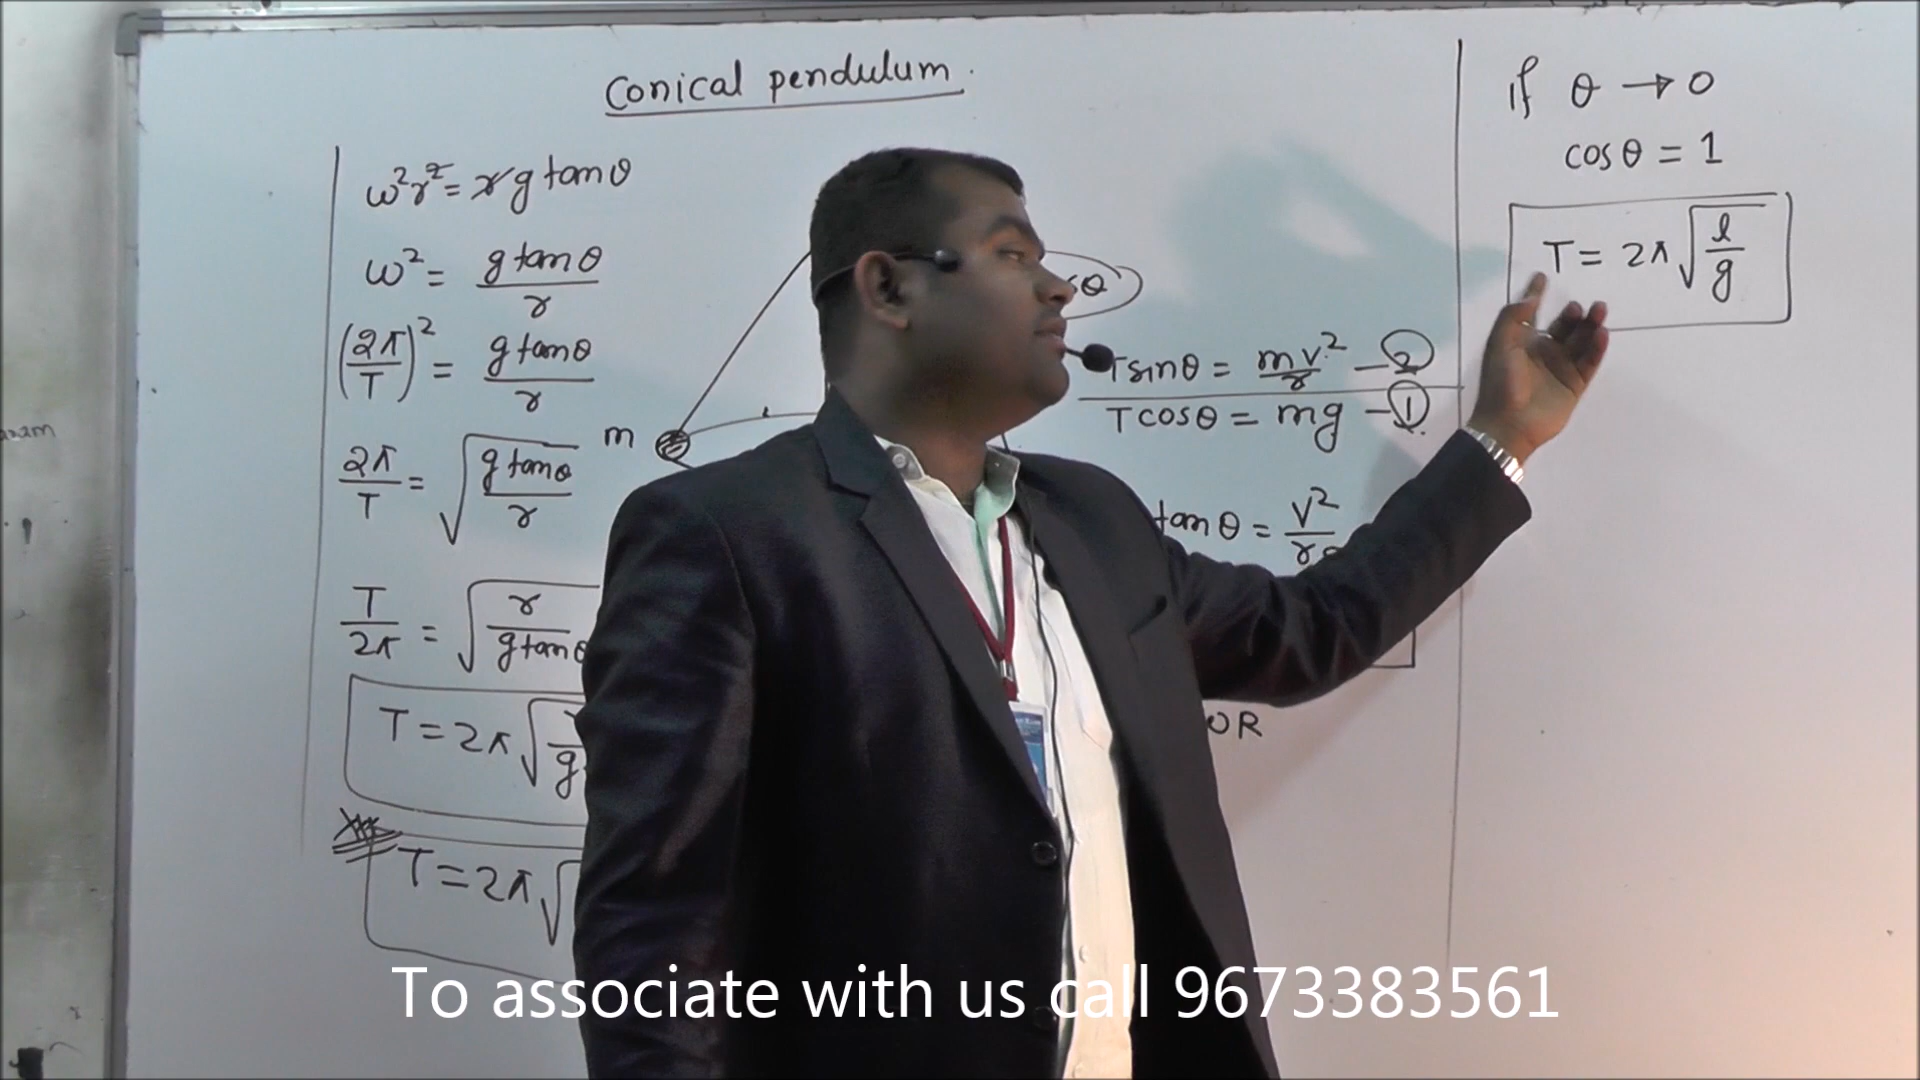 Conical pendulum.
ω²r² = rg tanθ
ω² = g tanθ / r
(2π/T)² = g tanθ / r
2π/T = √(g tanθ / r)
T/2π = √(r / g tanθ
T = 2π√
g
T = 2π√
m
θ
Tsinθ = mv²/r – ②
Tcosθ = mg – ①
tanθ = v²/r
OR
if θ → 0
cosθ = 1
T = 2π√(l/g)
To associate with us call 9673383561